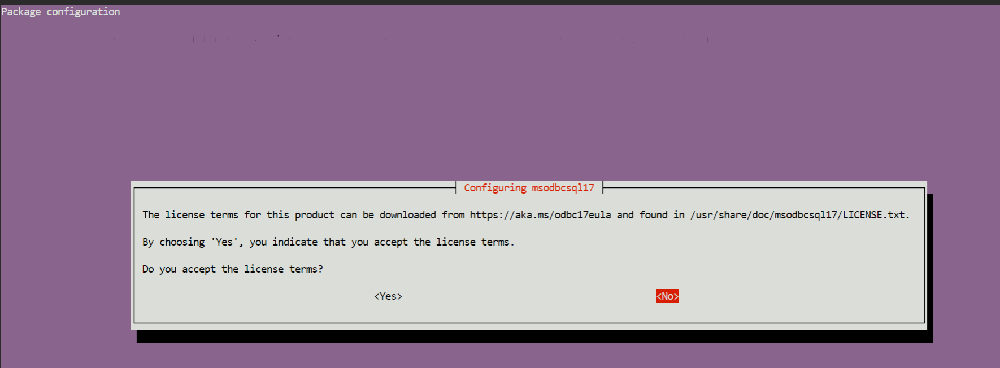 Package configuration
Configuring msodbcsql17
The license terms for this product can be downloaded from https://aka.ms/odbc17eula and found in /usr/share/doc/msodbcsql17/LICENSE.txt.
By choosing 'Yes', you indicate that you accept the license terms.
Do you accept the license terms?
<Yes> <No>